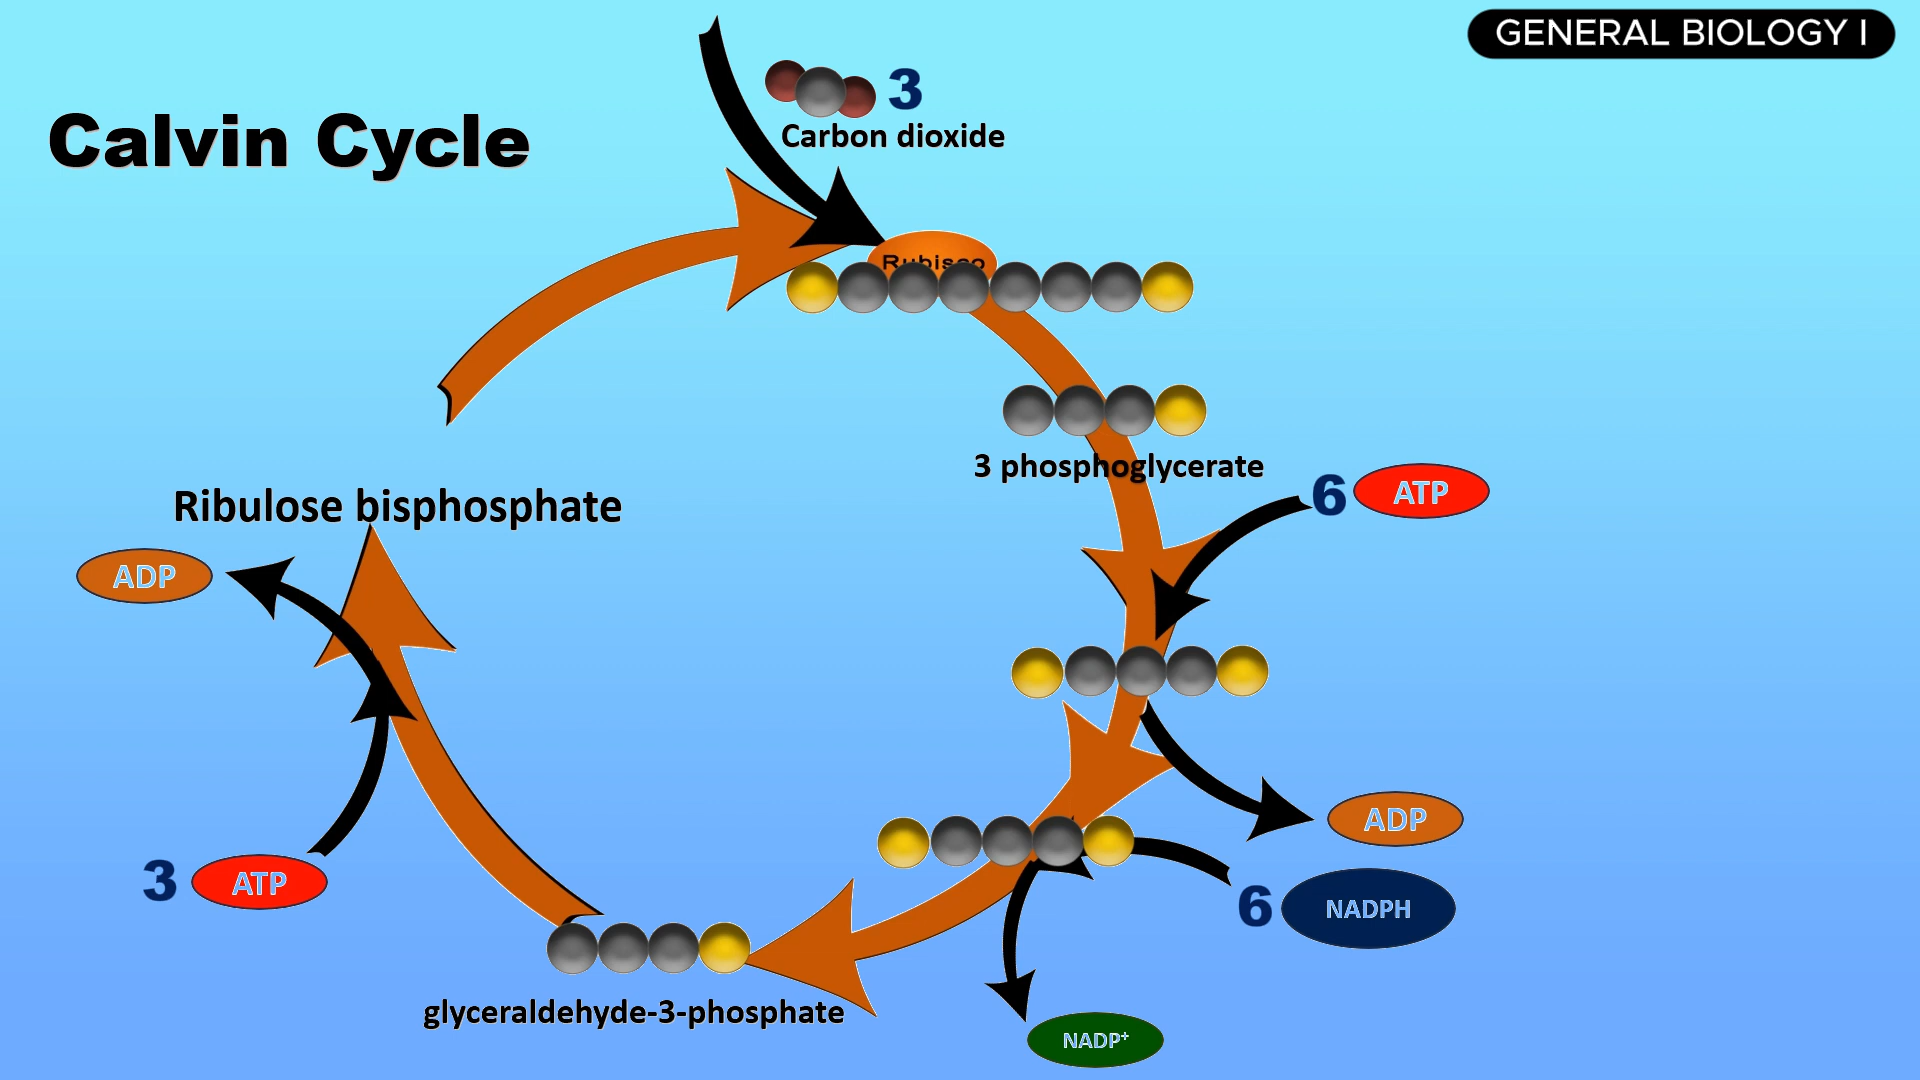 GENERAL BIOLOGY I
Calvin Cycle
3
Carbon dioxide
Rubisco
3 phosphoglycerate
6
ATP
Ribulose bisphosphate
ADP
ADP
3
ATP
6
NADPH
glyceraldehyde-3-phosphate
NADP+